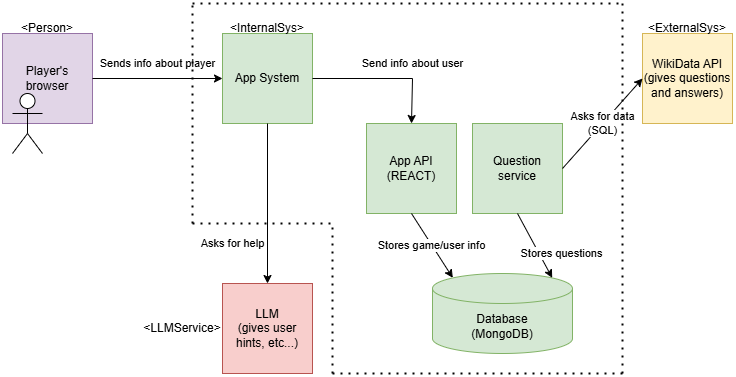 <Person>
<InternalSys>
<ExternalSys>
Player's
browser
Sends info about player
App System
Send info about user
WikiData API
(gives questions
and answers)
Asks for data
(SQL)
App API
(REACT)
Question
service
Asks for help
Stores game/user info
Stores questions
<LLMService>
LLM
(gives user
hints, etc...)
Database
(MongoDB)